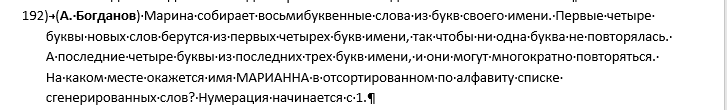 192)→(А. Богданов) Марина собирает восьмибуквенные слова из букв своего имени. Первые четыре
буквы новых слов берутся из первых четырех букв имени, так чтобы ни одна буква не повторялась.
А последние четыре буквы из последних трех букв имени, и они могут многократно повторяться.
На каком месте окажется имя МАРИАННА в отсортированном по алфавиту списке
сгенерированных слов? Нумерация начинается с 1.¶